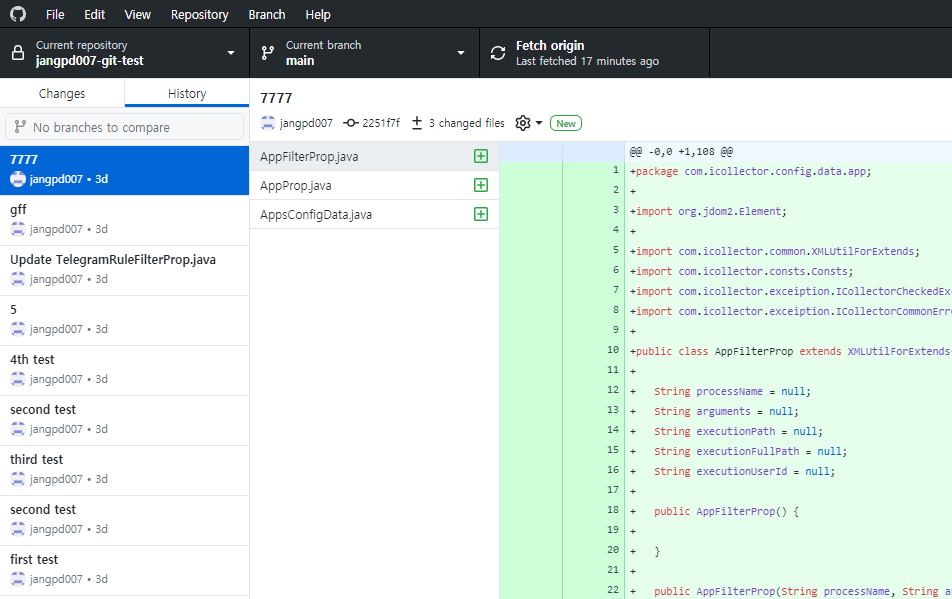 File Edit View Repository Branch Help
Current repository
jangpd007-git-test
Current branch
main
Fetch origin
Last fetched 17 minutes ago
Changes
History
No branches to compare
7777
jangpd007 • 3d
gff
jangpd007 • 3d
Update TelegramRuleFilterProp.java
jangpd007 • 3d
5
jangpd007 • 3d
4th test
jangpd007 • 3d
second test
jangpd007 • 3d
third test
jangpd007 • 3d
second test
jangpd007 • 3d
first test
jangpd007 • 3d
7777
jangpd007 2251f7f 3 changed files New
AppFilterProp.java
AppProp.java
AppsConfigData.java
@@ -0,0 +1,108 @@
1 +package com.icollector.config.data.app;
2 +
3 +import org.jdom2.Element;
4 +
5 +import com.icollector.common.XMLUtilForExtends;
6 +import com.icollector.consts.Consts;
7 +import com.icollector.exceiption.ICollectorCheckedEx
8 +import com.icollector.exceiption.ICollectorCommonErr
9 +
10 +public class AppFilterProp extends XMLUtilForExtends
11 +
12 + String processName = null;
13 + String arguments = null;
14 + String executionPath = null;
15 + String executionFullPath = null;
16 + String executionUserId = null;
17 +
18 + public AppFilterProp() {
19 +
20 + }
21 +
22 + public AppFilterProp(String processName, String a